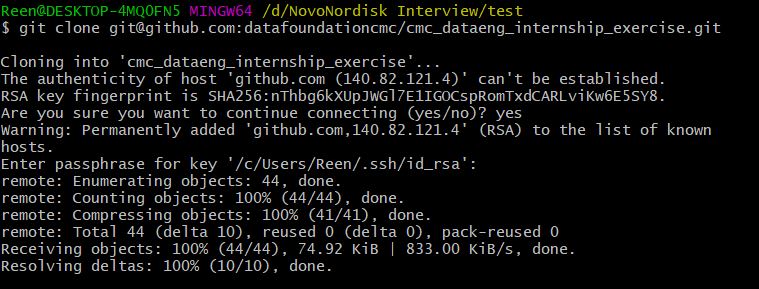 Reen@DESKTOP-4MQOFN5 MINGW64 /d/NovoNordisk Interview/test
$ git clone git@github.com:datafoundationcmc/cmc_dataeng_internship_exercise.git
Cloning into 'cmc_dataeng_internship_exercise'...
The authenticity of host 'github.com (140.82.121.4)' can't be established.
RSA key fingerprint is SHA256:nThbg6kXUpJWGl7E1IGOCspRomTxdCARLviKw6E5SY8.
Are you sure you want to continue connecting (yes/no)? yes
Warning: Permanently added 'github.com,140.82.121.4' (RSA) to the list of known
hosts.
Enter passphrase for key '/c/Users/Reen/.ssh/id_rsa':
remote: Enumerating objects: 44, done.
remote: Counting objects: 100% (44/44), done.
remote: Compressing objects: 100% (41/41), done.
remote: Total 44 (delta 10), reused 0 (delta 0), pack-reused 0
Receiving objects: 100% (44/44), 74.92 KiB | 833.00 KiB/s, done.
Resolving deltas: 100% (10/10), done.